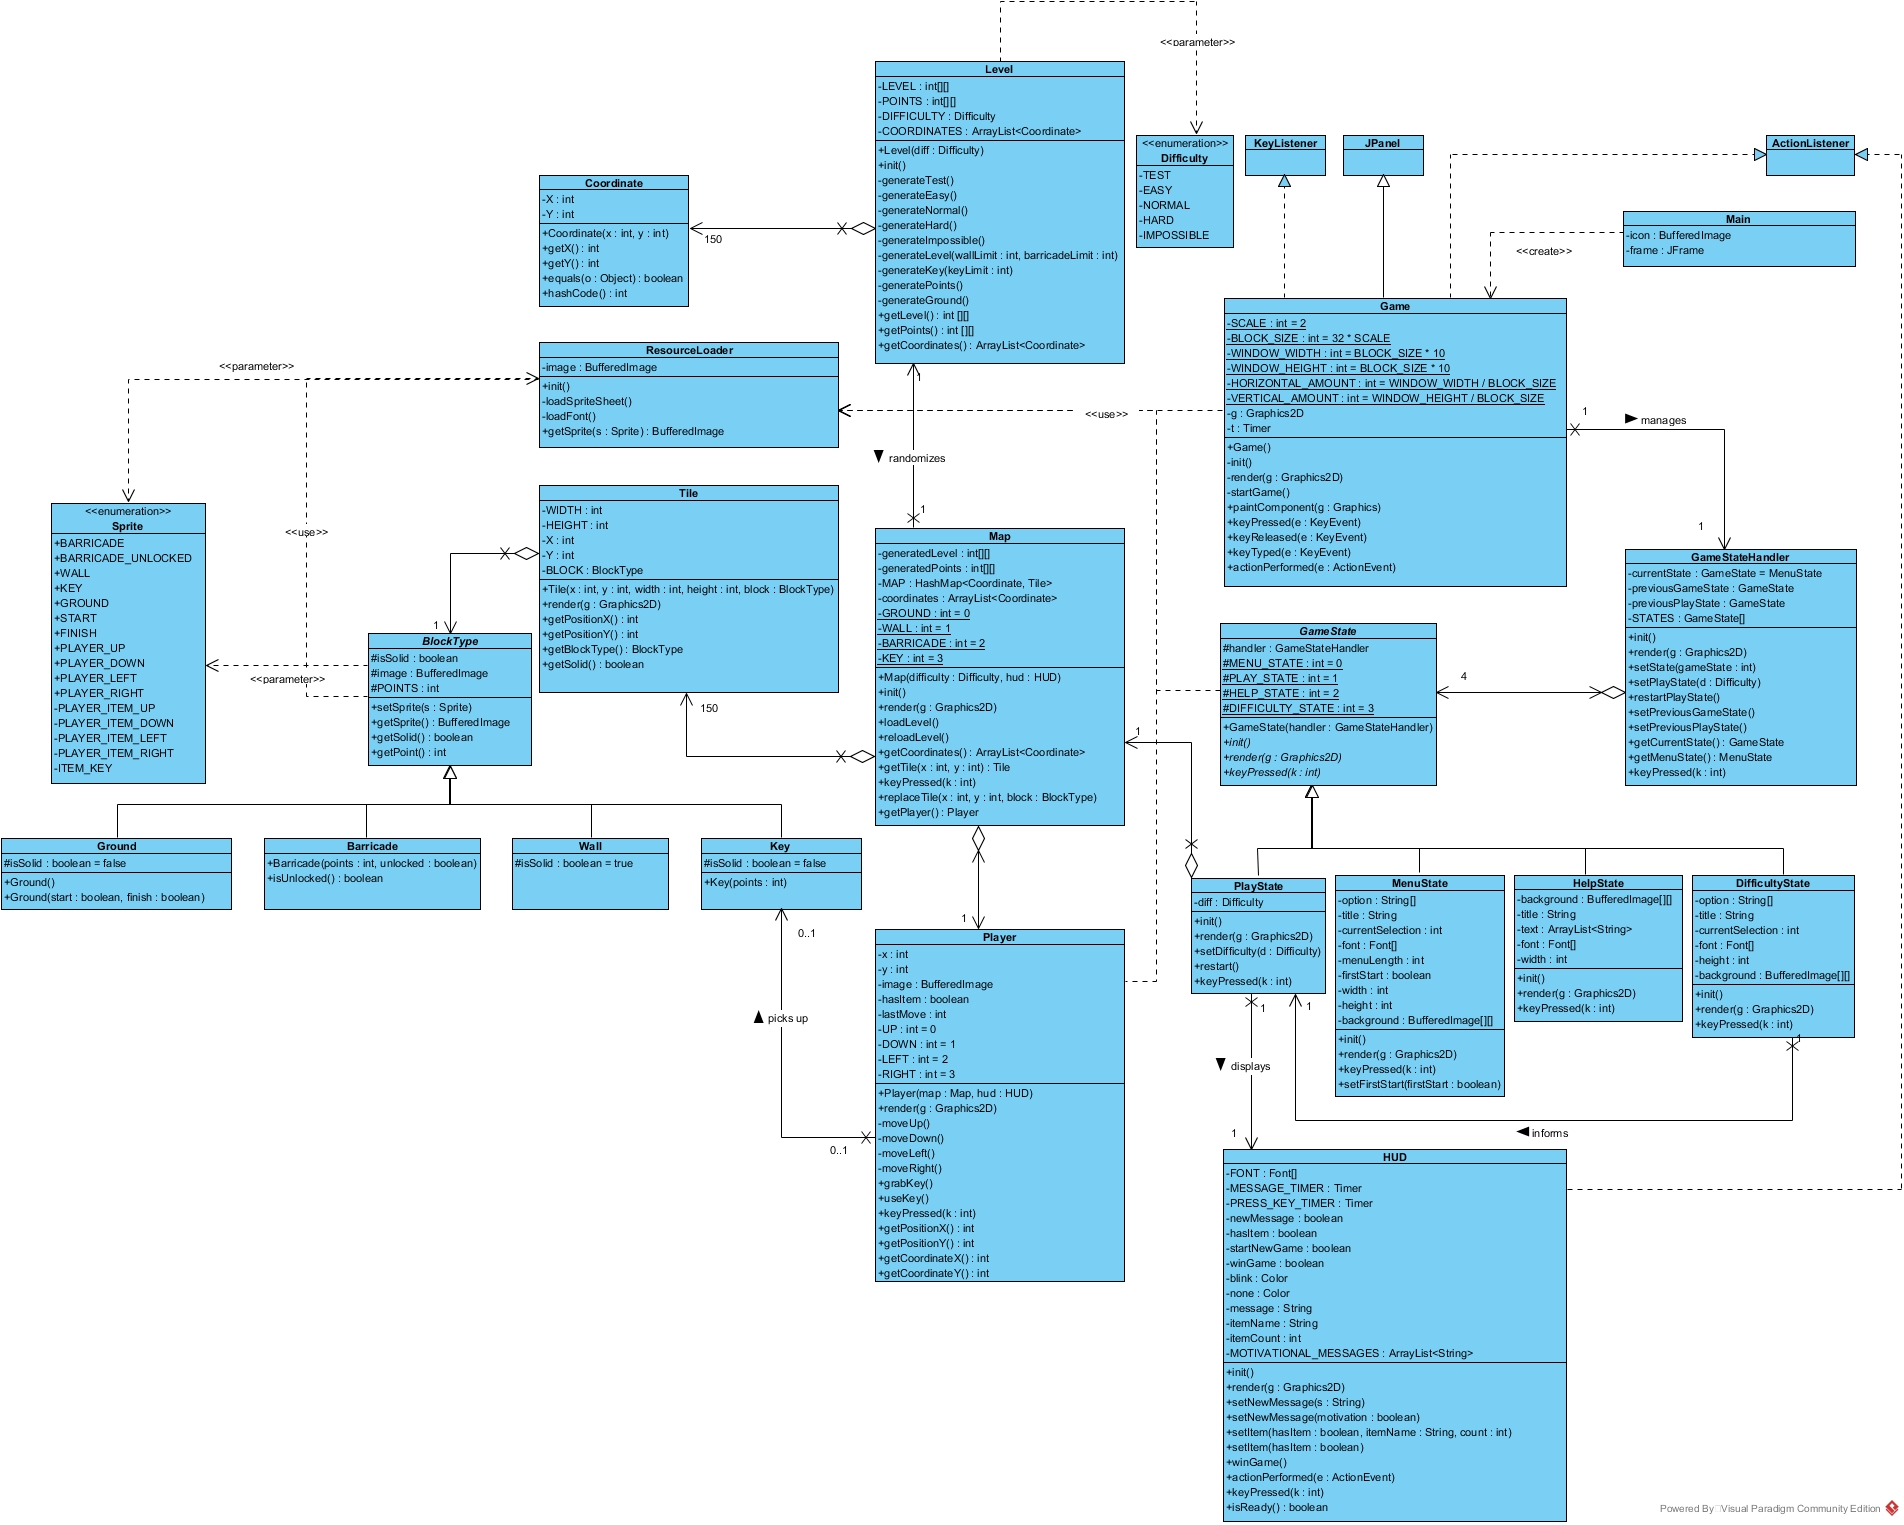 <<parameter>>
Level
-LEVEL : int[][]
-POINTS : int[][]
-DIFFICULTY : Difficulty
-COORDINATES : ArrayList<Coordinate>
+Level(diff : Difficulty)
+init()
-generateTest()
-generateEasy()
-generateNormal()
-generateHard()
-generateImpossible()
-generateLevel(wallLimit : int, barricadeLimit : int)
-generateKey(keyLimit : int)
-generatePoints()
-generateGround()
+getLevel() : int [][]
+getPoints() : int [][]
+getCoordinates() : ArrayList<Coordinate>
<<enumeration>>
Difficulty
-TEST
-EASY
-NORMAL
-HARD
-IMPOSSIBLE
KeyListener
JPanel
ActionListener
Main
-icon : BufferedImage
-frame : JFrame
<<create>>
Coordinate
-X : int
-Y : int
+Coordinate(x : int, y : int)
+getX() : int
+getY() : int
+equals(o : Object) : boolean
+hashCode() : int
150
ResourceLoader
-image : BufferedImage
+init()
-loadSpriteSheet()
-loadFont()
+getSprite(s : Sprite) : BufferedImage
<<parameter>>
<<use>>
1
randomizes
1
Game
-SCALE : int = 2
-BLOCK_SIZE : int = 32 * SCALE
-WINDOW_WIDTH : int = BLOCK_SIZE * 10
-WINDOW_HEIGHT : int = BLOCK_SIZE * 10
-HORIZONTAL_AMOUNT : int = WINDOW_WIDTH / BLOCK_SIZE
-VERTICAL_AMOUNT : int = WINDOW_HEIGHT / BLOCK_SIZE
-g : Graphics2D
-t : Timer
+Game()
-init()
-render(g : Graphics2D)
-startGame()
+paintComponent(g : Graphics)
+keyPressed(e : KeyEvent)
+keyReleased(e : KeyEvent)
+keyTyped(e : KeyEvent)
+actionPerformed(e : ActionEvent)
1
manages
1
<<enumeration>>
Sprite
+BARRICADE
+BARRICADE_UNLOCKED
+WALL
+KEY
+GROUND
+START
+FINISH
+PLAYER_UP
+PLAYER_DOWN
+PLAYER_LEFT
+PLAYER_RIGHT
-PLAYER_ITEM_UP
-PLAYER_ITEM_DOWN
-PLAYER_ITEM_LEFT
-PLAYER_ITEM_RIGHT
-ITEM_KEY
<<use>>
<<parameter>>
Tile
-WIDTH : int
-HEIGHT : int
-X : int
-Y : int
-BLOCK : BlockType
+Tile(x : int, y : int, width : int, height : int, block : BlockType)
+render(g : Graphics2D)
+getPositionX() : int
+getPositionY() : int
+getBlockType() : BlockType
+getSolid() : boolean
1
150
BlockType
#isSolid : boolean
#image : BufferedImage
#POINTS : int
+setSprite(s : Sprite)
+getSprite() : BufferedImage
+getSolid() : boolean
+getPoint() : int
Map
-generatedLevel : int[][]
-generatedPoints : int[][]
-MAP : HashMap<Coordinate, Tile>
-coordinates : ArrayList<Coordinate>
-GROUND : int = 0
-WALL : int = 1
-BARRICADE : int = 2
-KEY : int = 3
+Map(difficulty : Difficulty, hud : HUD)
+init()
+render(g : Graphics2D)
+loadLevel()
+reloadLevel()
+getCoordinates() : ArrayList<Coordinate>
+getTile(x : int, y : int) : Tile
+keyPressed(k : int)
+replaceTile(x : int, y : int, block : BlockType)
+getPlayer() : Player
1
GameState
#handler : GameStateHandler
#MENU_STATE : int = 0
#PLAY_STATE : int = 1
#HELP_STATE : int = 2
#DIFFICULTY_STATE : int = 3
+GameState(handler : GameStateHandler)
+init()
+render(g : Graphics2D)
+keyPressed(k : int)
4
GameStateHandler
-currentState : GameState = MenuState
-previousGameState : GameState
-previousPlayState : GameState
-STATES : GameState[]
+init()
+render(g : Graphics2D)
+setState(gameState : int)
+setPlayState(d : Difficulty)
+restartPlayState()
+setPreviousGameState()
+setPreviousPlayState()
+getCurrentState() : GameState
+getMenuState() : MenuState
+keyPressed(k : int)
Ground
#isSolid : boolean = false
+Ground()
+Ground(start : boolean, finish : boolean)
Barricade
+Barricade(points : int, unlocked : boolean)
+isUnlocked() : boolean
Wall
#isSolid : boolean = true
Key
#isSolid : boolean = false
+Key(points : int)
0..1
picks up
0..1
1
Player
-x : int
-y : int
-image : BufferedImage
-hasItem : boolean
-lastMove : int
-UP : int = 0
-DOWN : int = 1
-LEFT : int = 2
-RIGHT : int = 3
+Player(map : Map, hud : HUD)
+render(g : Graphics2D)
-moveUp()
-moveDown()
-moveLeft()
-moveRight()
+grabKey()
+useKey()
+keyPressed(k : int)
+getPositionX() : int
+getPositionY() : int
+getCoordinateX() : int
+getCoordinateY() : int
PlayState
-diff : Difficulty
+init()
+render(g : Graphics2D)
+setDifficulty(d : Difficulty)
+restart()
+keyPressed(k : int)
MenuState
-option : String[]
-title : String
-currentSelection : int
-font : Font[]
-menuLength : int
-firstStart : boolean
-width : int
-height : int
-background : BufferedImage[][]
+init()
+render(g : Graphics2D)
+keyPressed(k : int)
+setFirstStart(firstStart : boolean)
HelpState
-background : BufferedImage[][]
-title : String
-text : ArrayList<String>
-font : Font[]
-width : int
+init()
+render(g : Graphics2D)
+keyPressed(k : int)
DifficultyState
-option : String[]
-title : String
-currentSelection : int
-font : Font[]
-height : int
-background : BufferedImage[][]
+init()
+render(g : Graphics2D)
+keyPressed(k : int)
1
1
1
displays
1
informs
HUD
-FONT : Font[]
-MESSAGE_TIMER : Timer
-PRESS_KEY_TIMER : Timer
-newMessage : boolean
-hasItem : boolean
-startNewGame : boolean
-winGame : boolean
-blink : Color
-none : Color
-message : String
-itemName : String
-itemCount : int
-MOTIVATIONAL_MESSAGES : ArrayList<String>
+init()
+render(g : Graphics2D)
+setNewMessage(s : String)
+setNewMessage(motivation : boolean)
+setItem(hasItem : boolean, itemName : String, count : int)
+setItem(hasItem : boolean)
+winGame()
+actionPerformed(e : ActionEvent)
+keyPressed(k : int)
+isReady() : boolean
Powered By Visual Paradigm Community Edition